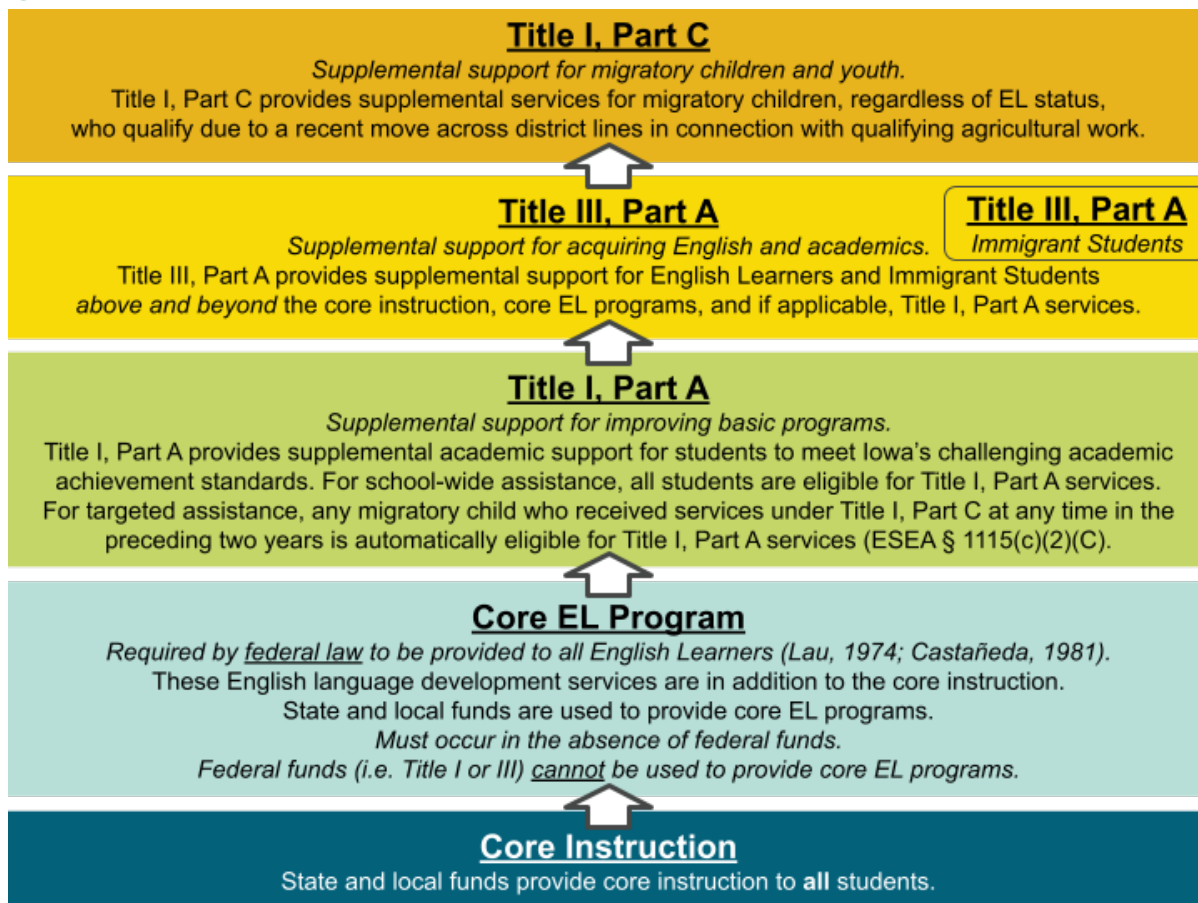 Title I, Part C
Supplemental support for migratory children and youth.
Title I, Part C provides supplemental services for migratory children, regardless of EL status,
who qualify due to a recent move across district lines in connection with qualifying agricultural work.
Title III, Part A
Supplemental support for acquiring English and academics.
Title III, Part A
Immigrant Students
Title III, Part A provides supplemental support for English Learners and Immigrant Students
above and beyond the core instruction, core EL programs, and if applicable, Title I, Part A services.
Title I, Part A
Supplemental support for improving basic programs.
Title I, Part A provides supplemental academic support for students to meet Iowa's challenging academic
achievement standards. For school-wide assistance, all students are eligible for Title I, Part A services.
For targeted assistance, any migratory child who received services under Title I, Part C at any time in the
preceding two years is automatically eligible for Title I, Part A services (ESEA § 1115(c)(2)(C).
Core EL Program
Required by federal law to be provided to all English Learners (Lau, 1974; Castañeda, 1981).
These English language development services are in addition to the core instruction.
State and local funds are used to provide core EL programs.
Must occur in the absence of federal funds.
Federal funds (i.e. Title I or III) cannot be used to provide core EL programs.
Core Instruction
State and local funds provide core instruction to all students.